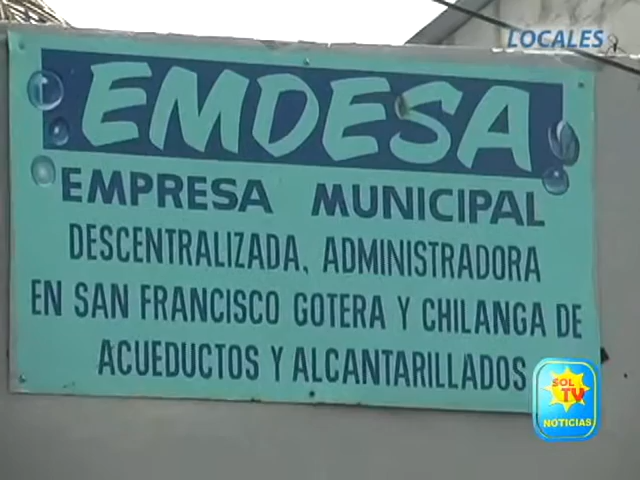 LOCALES
EMDESA
EMPRESA MUNICIPAL
DESCENTRALIZADA, ADMINISTRADORA
EN SAN FRANCISCO GOTERA Y CHILANGA DE
ACUEDUCTOS Y ALCANTARILLADOS
SOL
TV
NOTICIAS